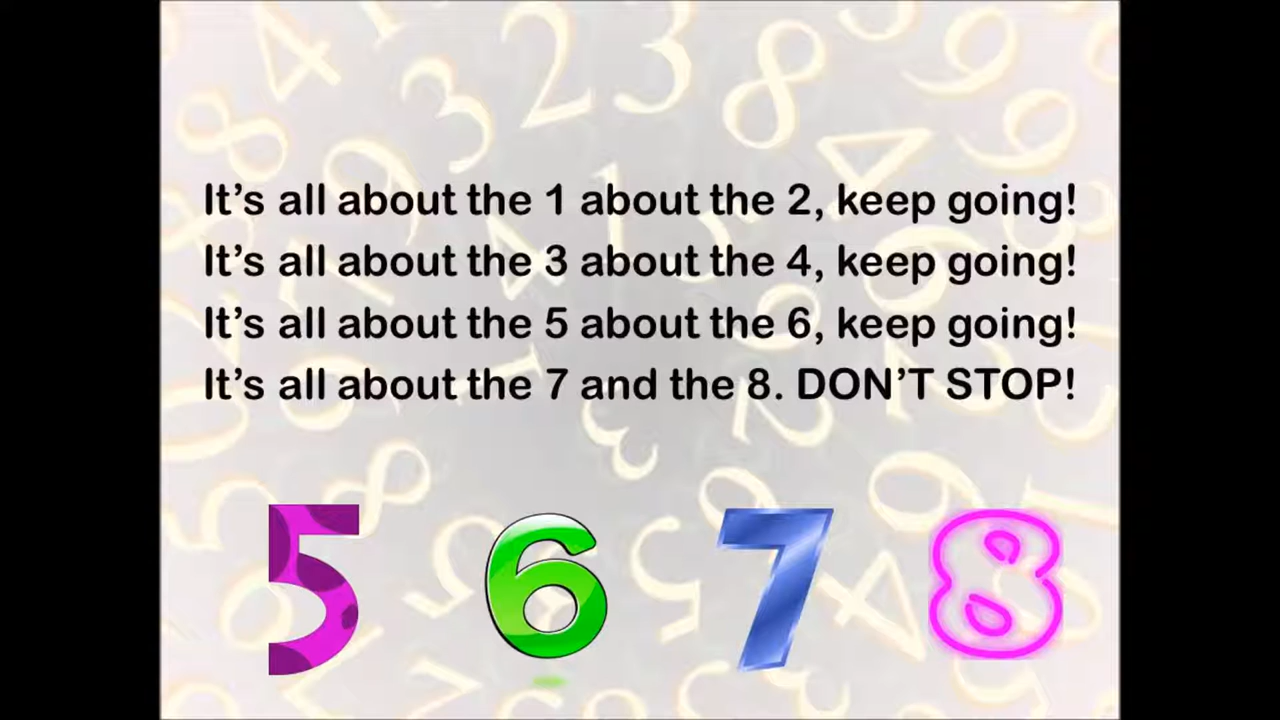 It's all about the 1 about the 2, keep going!
It's all about the 3 about the 4, keep going!
It's all about the 5 about the 6, keep going!
It's all about the 7 and the 8. DON'T STOP!
5 6 7 8